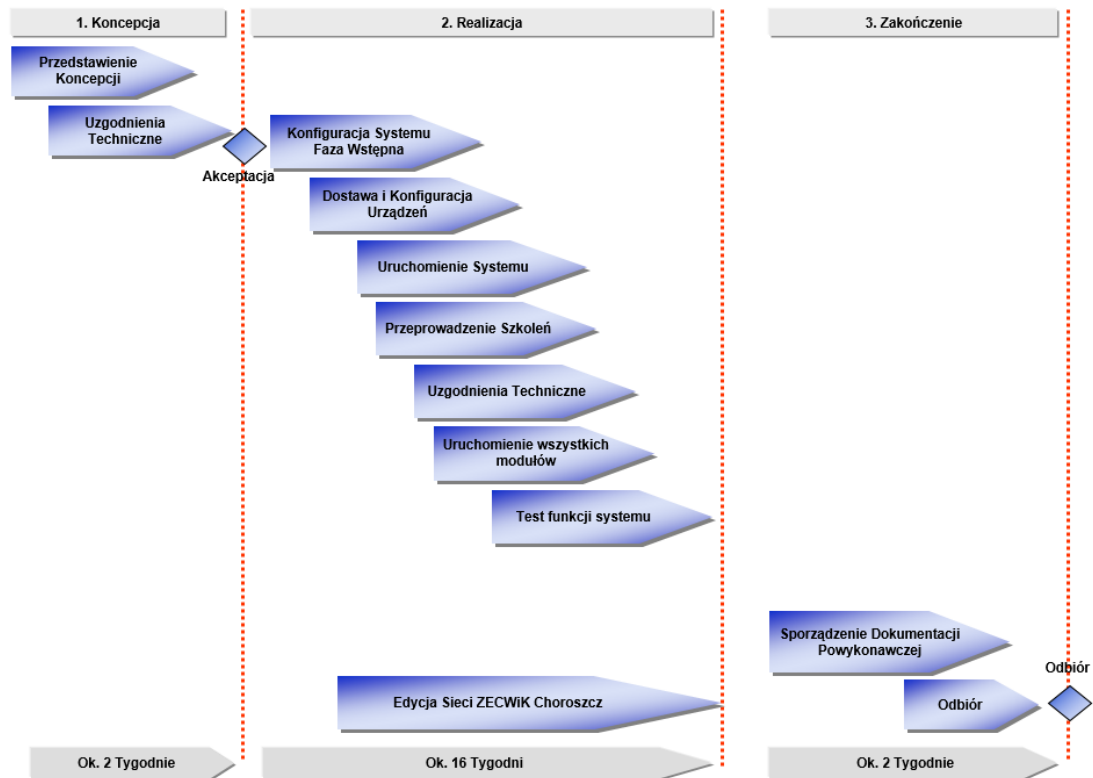 1. Koncepcja
2. Realizacja
3. Zakończenie
Przedstawienie
Koncepcji
Uzgodnienia
Techniczne
Akceptacja
Konfiguracja Systemu
Faza Wstępna
Dostawa i Konfiguracja
Urządzeń
Uruchomienie Systemu
Przeprowadzenie Szkoleń
Uzgodnienia Techniczne
Uruchomienie wszystkich
modułów
Test funkcji systemu
Sporządzenie Dokumentacji
Powykonawczej
Odbiór
Edycja Sieci ZECWiK Choroszcz
Odbiór
Ok. 2 Tygodnie
Ok. 16 Tygodni
Ok. 2 Tygodnie